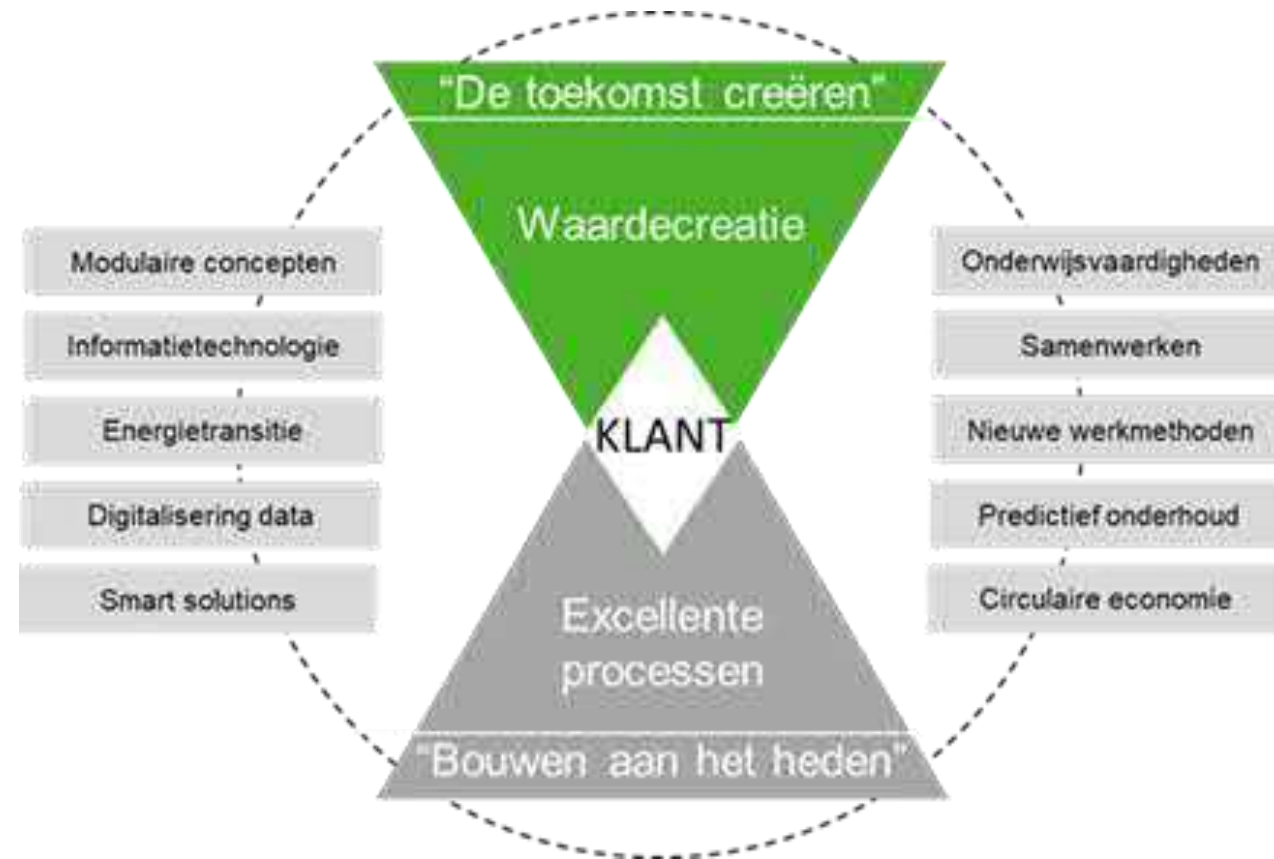 "De toekomst creëren"
Waardecreatie
KLANT
Excellente
processen
"Bouwen aan het heden"
Modulaire concepten
Informatietechnologie
Energietransitie
Digitalisering data
Smart solutions
Onderwijsvaardigheden
Samenwerken
Nieuwe werkmethoden
Predictief onderhoud
Circulaire economie